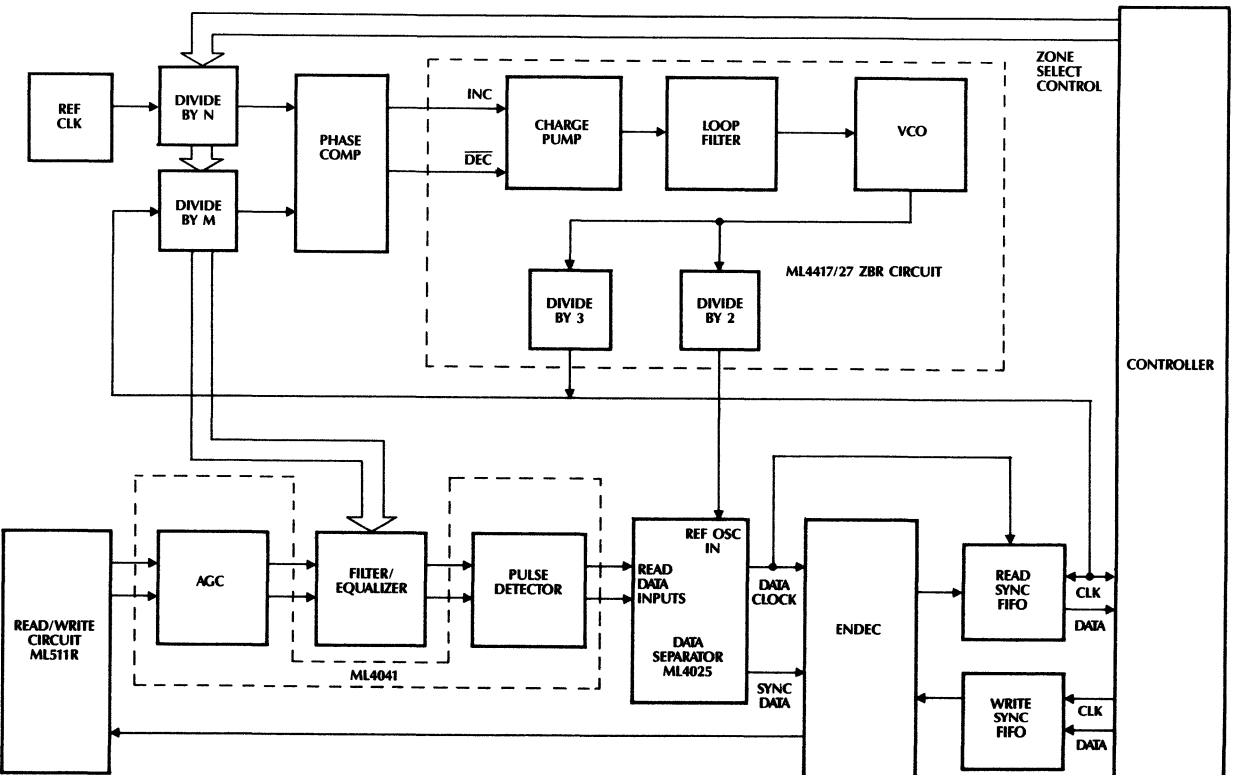 ZONE
SELECT
CONTROL
REF
CLK
DIVIDE
BY N
DIVIDE
BY M
PHASE
COMP
INC
DEC
CHARGE
PUMP
LOOP
FILTER
VCO
DIVIDE
BY 3
DIVIDE
BY 2
ML4417/27 ZBR CIRCUIT
CONTROLLER
READ/WRITE
CIRCUIT
ML511R
AGC
FILTER/
EQUALIZER
PULSE
DETECTOR
ML4041
REF OSC
IN
READ
DATA
INPUTS
DATA
SEPARATOR
ML4025
DATA
CLOCK
SYNC
DATA
ENDEC
READ
SYNC
FIFO
CLK
DATA
WRITE
SYNC
FIFO
CLK
DATA